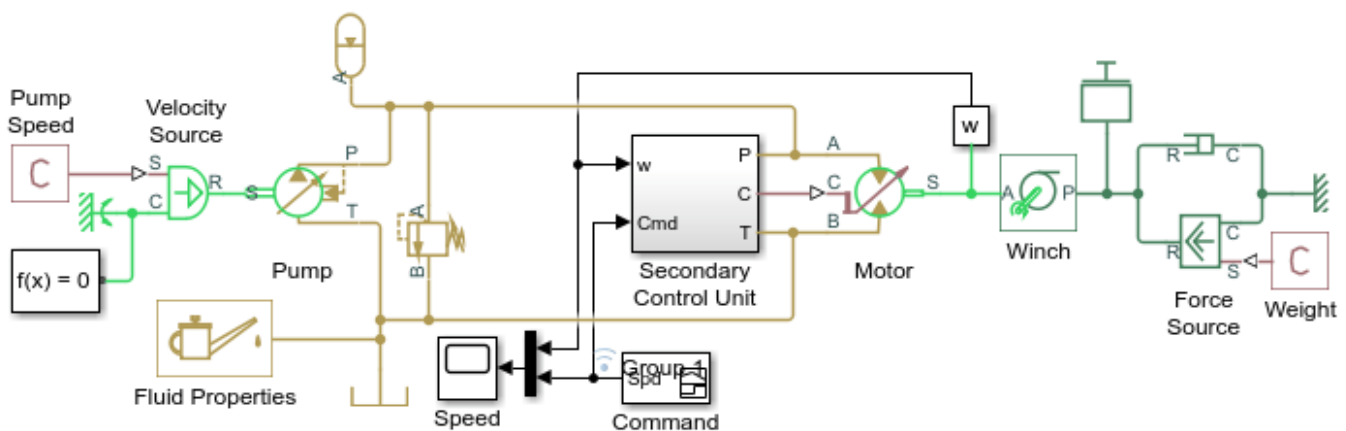 Pump
Speed
C
Velocity
Source
S
C
R
S
P
T
Pump
f(x) = 0
Fluid Properties
A
A
B
w
Cmd
P
C
T
Secondary
Control Unit
A
C
B
S
Motor
w
A
P
Winch
R
C
R
C
S
Force
Source
C
Weight
Speed
Group 1
Spd
Command